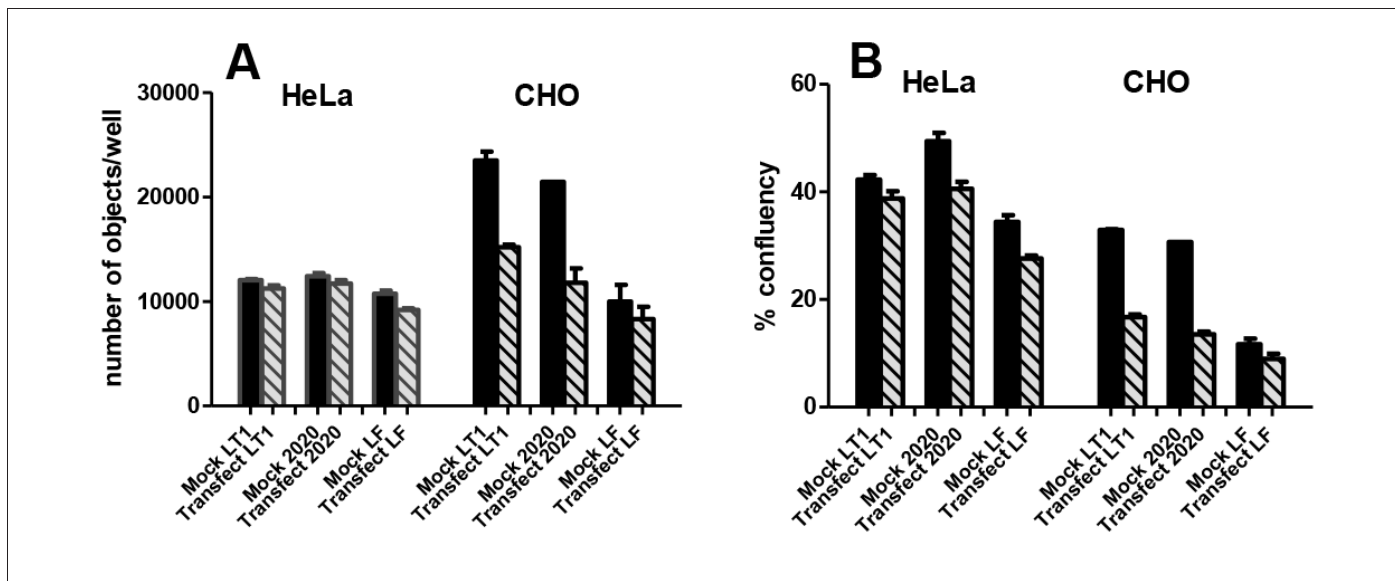 A
HeLa
CHO
number of objects/well
30000
20000
10000
0
Mock LT1
Transfect LT1
Mock 2020
Transfect 2020
Mock LF
Transfect LF
Mock LT1
Transfect LT1
Mock 2020
Transfect 2020
Mock LF
Transfect LF
B
HeLa
CHO
% confluency
60
40
20
0
Mock LT1
Transfect LT1
Mock 2020
Transfect 2020
Mock LF
Transfect LF
Mock LT1
Transfect LT1
Mock 2020
Transfect 2020
Mock LF
Transfect LF